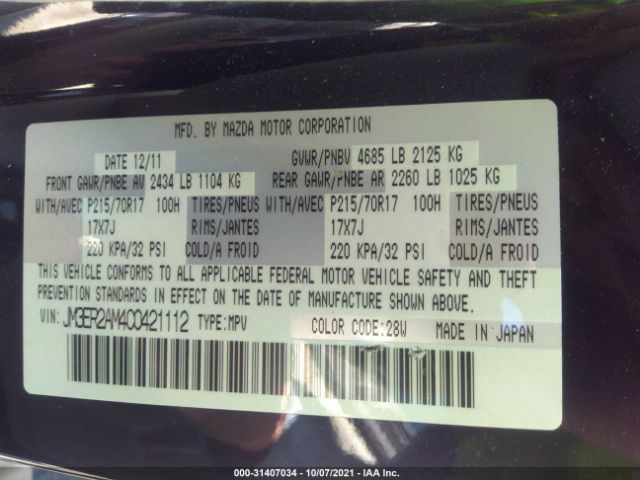 MFD. BY MAZDA MOTOR CORPORATION
DATE 12/11 GVWR/PNBV 4685 LB 2125 KG
FRONT GAWR/PNBE AV 2434 LB 1104 KG REAR GAWR/PNBE AR 2260 LB 1025 KG
WITH/AVEC P215/70R17 100H TIRES/PNEUS WITH/AVEC P215/70R17 100H TIRES/PNEUS
17X7J RIMS/JANTES 17X7J RIMS/JANTES
220 KPA/32 PSI COLD/A FROID 220 KPA/32 PSI COLD/A FROID
THIS VEHICLE CONFORMS TO ALL APPLICABLE FEDERAL MOTOR VEHICLE SAFETY AND THEFT
PREVENTION STANDARDS IN EFFECT ON THE DATE OF MANUFACTURE SHOWN ABOVE.
VIN: JM3ER2AM4C0421112 TYPE:MPV COLOR CODE:28W MADE IN JAPAN
000-31407034 - 10/07/2021 - IAA Inc.